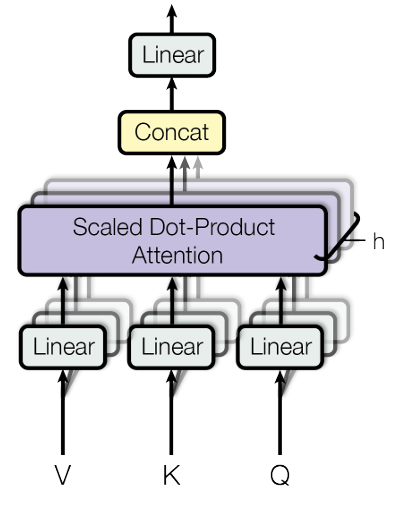 Linear
Concat
Scaled Dot-Product
Attention
h
Linear Linear Linear
V K Q